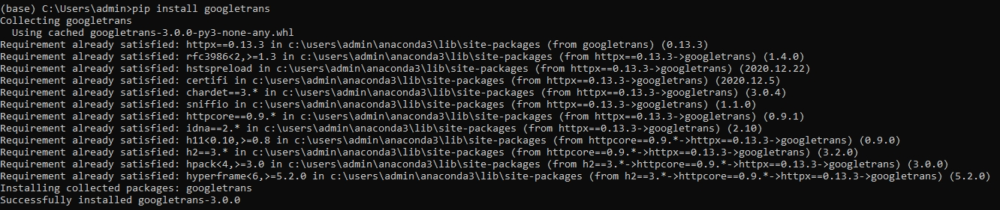 (base) C:\Users\admin>pip install googletrans
Collecting googletrans
  Using cached googletrans-3.0.0-py3-none-any.whl
Requirement already satisfied: httpx==0.13.3 in c:\users\admin\anaconda3\lib\site-packages (from googletrans) (0.13.3)
Requirement already satisfied: rfc3986<2,>=1.3 in c:\users\admin\anaconda3\lib\site-packages (from httpx==0.13.3->googletrans) (1.4.0)
Requirement already satisfied: hstspreload in c:\users\admin\anaconda3\lib\site-packages (from httpx==0.13.3->googletrans) (2020.12.22)
Requirement already satisfied: certifi in c:\users\admin\anaconda3\lib\site-packages (from httpx==0.13.3->googletrans) (2020.12.5)
Requirement already satisfied: chardet==3.* in c:\users\admin\anaconda3\lib\site-packages (from httpx==0.13.3->googletrans) (3.0.4)
Requirement already satisfied: sniffio in c:\users\admin\anaconda3\lib\site-packages (from httpx==0.13.3->googletrans) (1.1.0)
Requirement already satisfied: httpcore==0.9.* in c:\users\admin\anaconda3\lib\site-packages (from httpx==0.13.3->googletrans) (0.9.1)
Requirement already satisfied: idna==2.* in c:\users\admin\anaconda3\lib\site-packages (from httpx==0.13.3->googletrans) (2.10)
Requirement already satisfied: h11<0.10,>=0.8 in c:\users\admin\anaconda3\lib\site-packages (from httpcore==0.9.*->httpx==0.13.3->googletrans) (0.9.0)
Requirement already satisfied: h2==3.* in c:\users\admin\anaconda3\lib\site-packages (from httpcore==0.9.*->httpx==0.13.3->googletrans) (3.2.0)
Requirement already satisfied: hpack<4,>=3.0 in c:\users\admin\anaconda3\lib\site-packages (from h2==3.*->httpcore==0.9.*->httpx==0.13.3->googletrans) (3.0.0)
Requirement already satisfied: hyperframe<6,>=5.2.0 in c:\users\admin\anaconda3\lib\site-packages (from h2==3.*->httpcore==0.9.*->httpx==0.13.3->googletrans) (5.2.0)
Installing collected packages: googletrans
Successfully installed googletrans-3.0.0